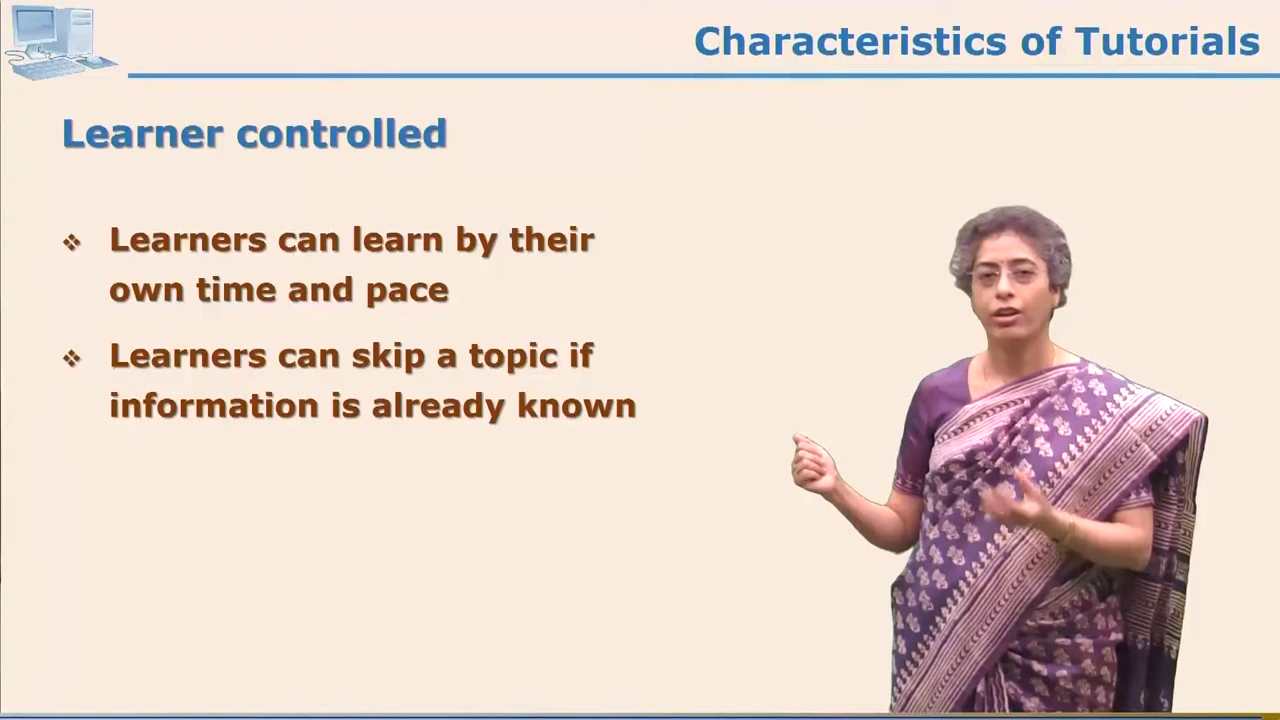 Characteristics of Tutorials
Learner controlled
Learners can learn by their
own time and pace
Learners can skip a topic if
information is already known